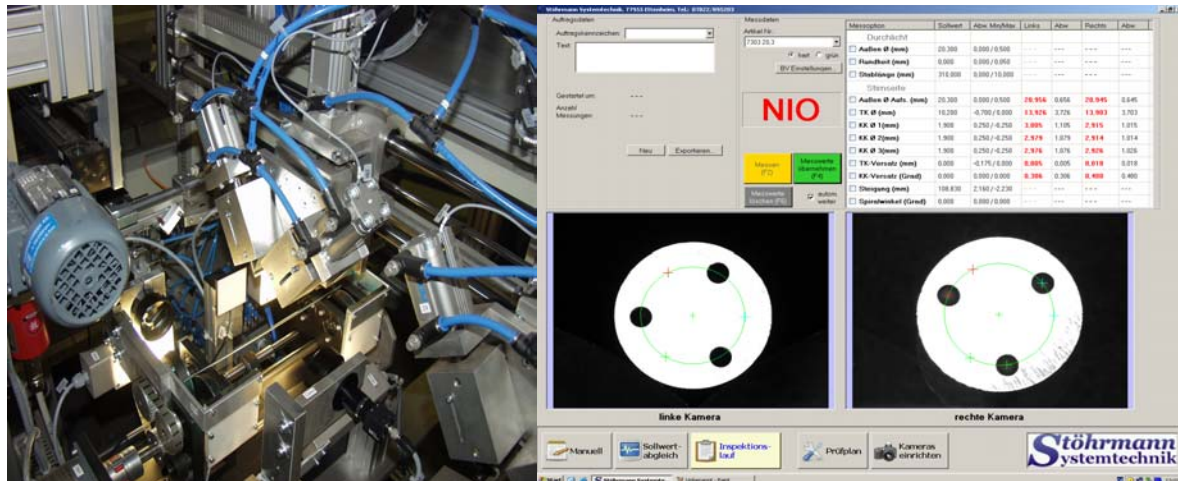 Störmann Systemtechnik, 77955 Ettenheim, Tel.: 07822/895203
Auftragsdaten
Auftragskennzeichen:
Text:
Gestartet um: ---
Anzahl
Messungen: ---
Neu Exportieren...
Messdaten
Artikel Nr.:
7303 20,3
hart grün
BV Einstellungen...
NIO
Messen
(F2)
Messwerte
übernehmen
(F4)
Messwerte
löschen (F6)
autom.
weiter
Messoption Sollwert Abw. Min/Max Links Abw Rechts Abw
Durchlicht
Außen Ø (mm) 20,300 0,000 / 0,500 --- --- --- ---
Rundheit (mm) 0,000 0,000 / 0,050 --- --- --- ---
Stablänge (mm) 310,000 0,000 / 10,000 --- --- --- ---
Stirnseite
Außen Ø Aufs. (mm) 20,300 0,000 / 0,500 20,956 0,656 20,945 0,645
TK Ø (mm) 10,200 -0,700 / 0,000 13,926 3,726 13,903 3,703
KK Ø 1(mm) 1,900 0,250 / -0,250 3,005 1,105 2,915 1,015
KK Ø 2(mm) 1,900 0,250 / -0,250 2,979 1,079 2,914 1,014
KK Ø 3(mm) 1,900 0,250 / -0,250 2,976 1,076 2,926 1,026
TK-Versatz (mm) 0,000 -0,175 / 0,000 0,005 0,005 0,018 0,018
KK-Versatz (Grad) 0,000 0,000 / 0,000 0,306 0,306 0,400 0,400
Steigung (mm) 108,830 2,160 / -2,230 --- --- --- ---
Spiralwinkel (Grad) 0,000 0,000 / 0,000 --- --- --- ---
linke Kamera rechte Kamera
Manuell
Sollwert-
abgleich
Inspektions-
lauf
Prüfplan
Kameras
einrichten
Störmann
Systemtechnik